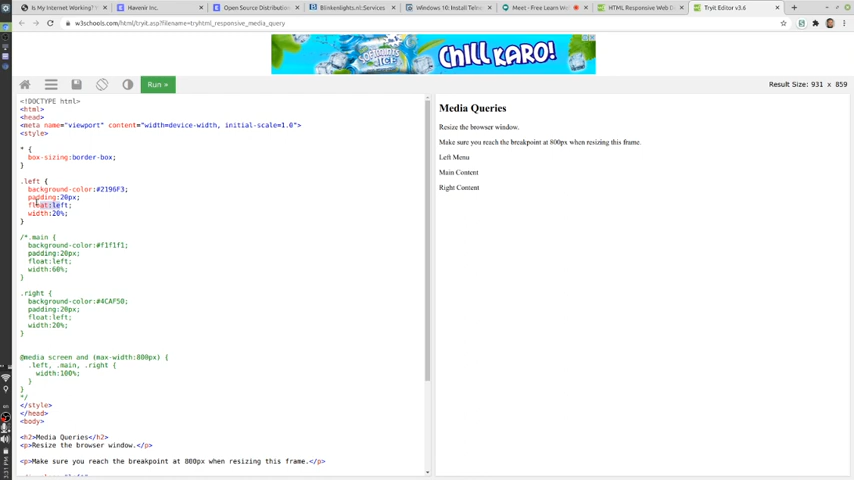 Is My Internet Working?
Havenir Inc.
Open Source Distribution
Blinkenlights.nl:Services
Windows 10: Install Teln
Meet - Free Learn We
HTML Responsive Web D
Tryit Editor v3.6
w3schools.com/html/tryit.asp?filename=tryhtml_responsive_media_query
CHILL KARO!
Run »
Result Size: 931 x 859
<!DOCTYPE html>
<html>
<head>
<meta name="viewport" content="width=device-width, initial-scale=1.0">
<style>
* {
box-sizing:border-box;
}
.left {
background-color:#2196F3;
padding:20px;
float:left;
width:20%;
}
/*.main {
background-color:#f1f1f1;
padding:20px;
float:left;
width:60%;
}
.right {
background-color:#4CAF50;
padding:20px;
float:left;
width:20%;
}
@media screen and (max-width:800px) {
.left, .main, .right {
width:100%;
}
}
*/
</style>
</head>
<body>
<h2>Media Queries</h2>
<p>Resize the browser window.</p>
<p>Make sure you reach the breakpoint at 800px when resizing this frame.</p>
Media Queries
Resize the browser window.
Make sure you reach the breakpoint at 800px when resizing this frame.
Left Menu
Main Content
Right Content
3:31 PM